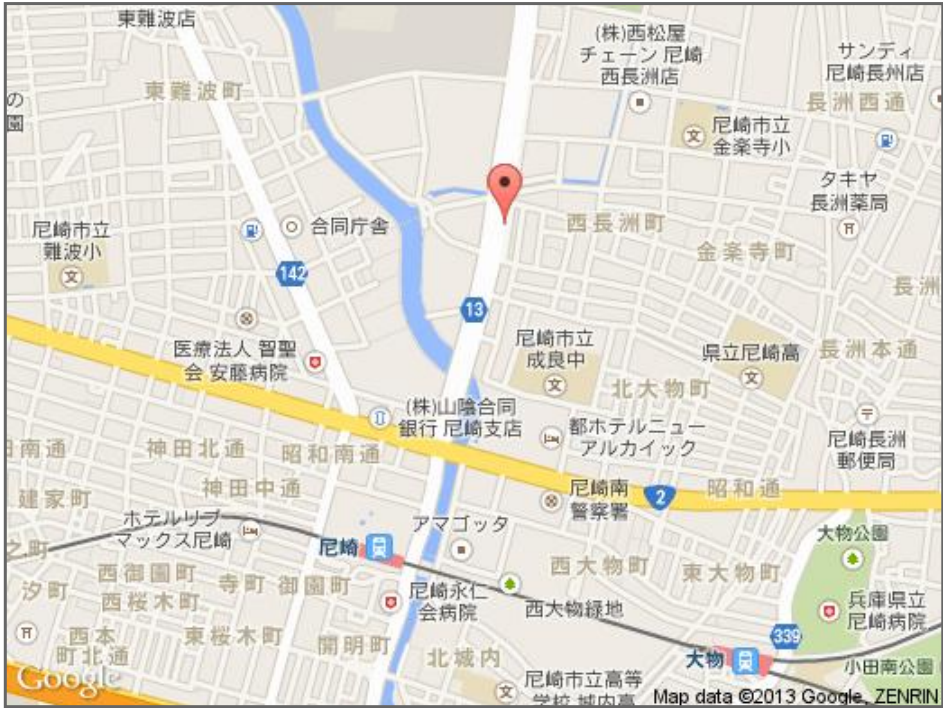 東難波店
(株)西松屋
チェーン 尼崎
西長洲店
サンディ
尼崎長州店
の
園
東難波町
長洲西通
尼崎市立
金楽寺小
タキヤ
長洲薬局
尼崎市立
難波小
合同庁舎
西長洲町
金楽寺町
長洲
142
13
医療法人 智聖
会 安藤病院
尼崎市立
成良中
県立尼崎高
長洲本通
北大物町
(株)山陰合同
銀行 尼崎支店
都ホテルニュー
アルカイック
尼崎長洲
郵便局
田南通
神田北通
昭和南通
神田中通
建家町
尼崎南
警察署
2
昭和通
ホテルリブ
マックス尼崎
尼崎
アマゴッタ
大物公園
之町
汐町
西御園町
寺町
御園町
西桜木町
尼崎永仁
会病院
西大物町
東大物町
西大物緑地
兵庫県立
尼崎病院
西本
町北通
東桜木町
開明町
北城内
339
大物
小田南公園
尼崎市立高等
学校 城内高
Google
Map data ©2013 Google, ZENRIN